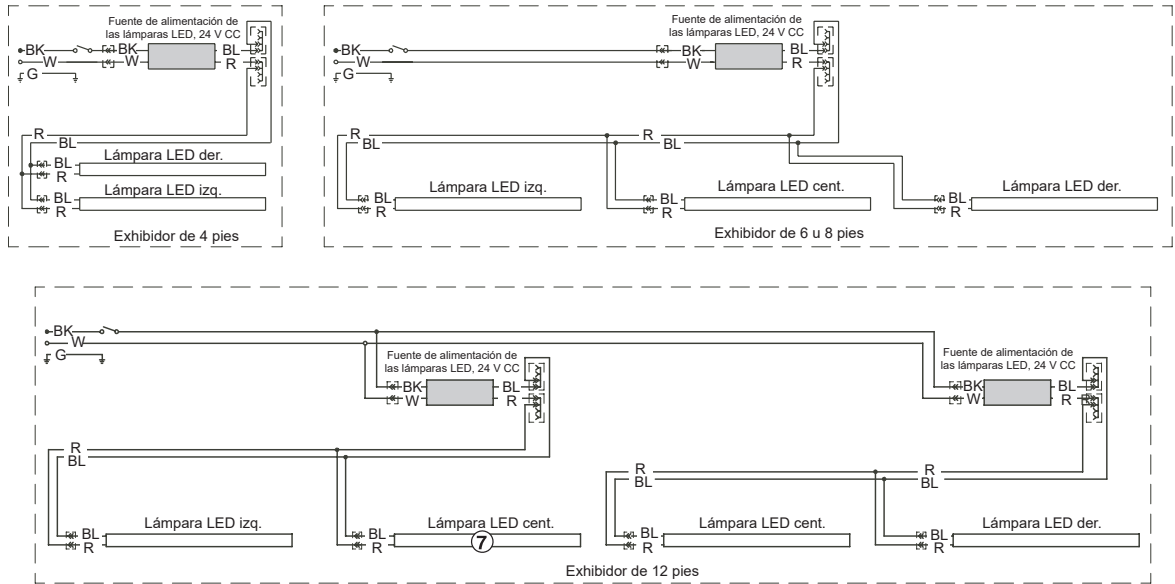 Fuente de alimentación de
las lámparas LED, 24 V CC
BK BK BL
W W R
G
R
BL
Lámpara LED der.
BL
R
Lámpara LED izq.
BL
R
Exhibidor de 4 pies
Fuente de alimentación de
las lámparas LED, 24 V CC
BK BK BL
W W R
G
R R
BL BL
Lámpara LED izq. Lámpara LED cent. Lámpara LED der.
BL BL BL
R R R
Exhibidor de 6 u 8 pies
BK
W
G
Fuente de alimentación de
las lámparas LED, 24 V CC
BK BL
W R
Fuente de alimentación de
las lámparas LED, 24 V CC
BK BL
W R
R
BL
R R
BL BL
Lámpara LED izq. Lámpara LED cent. Lámpara LED cent. Lámpara LED der.
BL BL BL BL
R R R R
7
Exhibidor de 12 pies